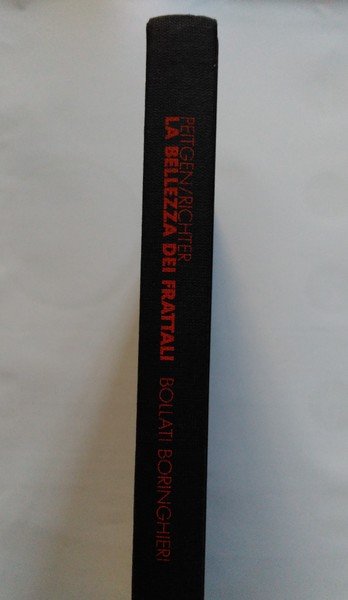 PEITGEN/RICHTER
LA BELLEZZA DEI FRATTALI
BOLLATI BORINGHIERI